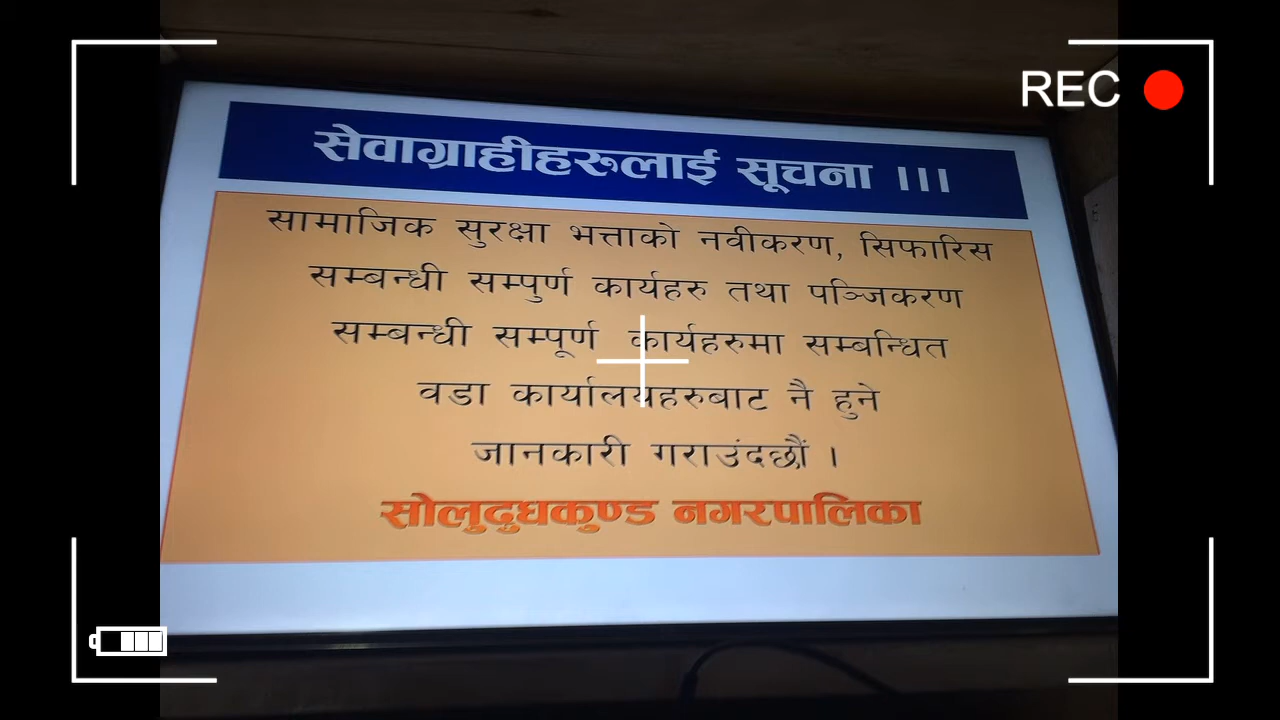 REC
सेवाग्राहीहरुलाई सूचना ।।।
सामाजिक सुरक्षा भत्ताको नवीकरण, सिफारिस
सम्बन्धी सम्पुर्ण कार्यहरु तथा पञ्जिकरण
सम्बन्धी सम्पूर्ण कार्यहरुमा सम्बन्धित
वडा कार्यालयहरुबाट नै हुने
जानकारी गराउंदछौं ।
सोलुदुधकुण्ड नगरपालिका